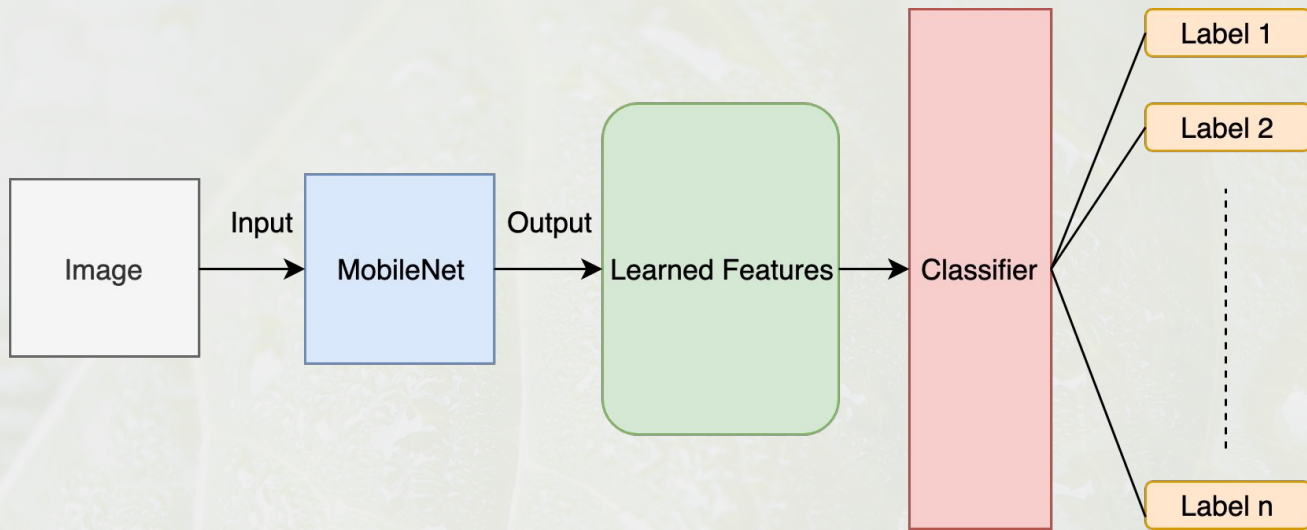 Image
Input
MobileNet
Output
Learned Features
Classifier
Label 1
Label 2
Label n